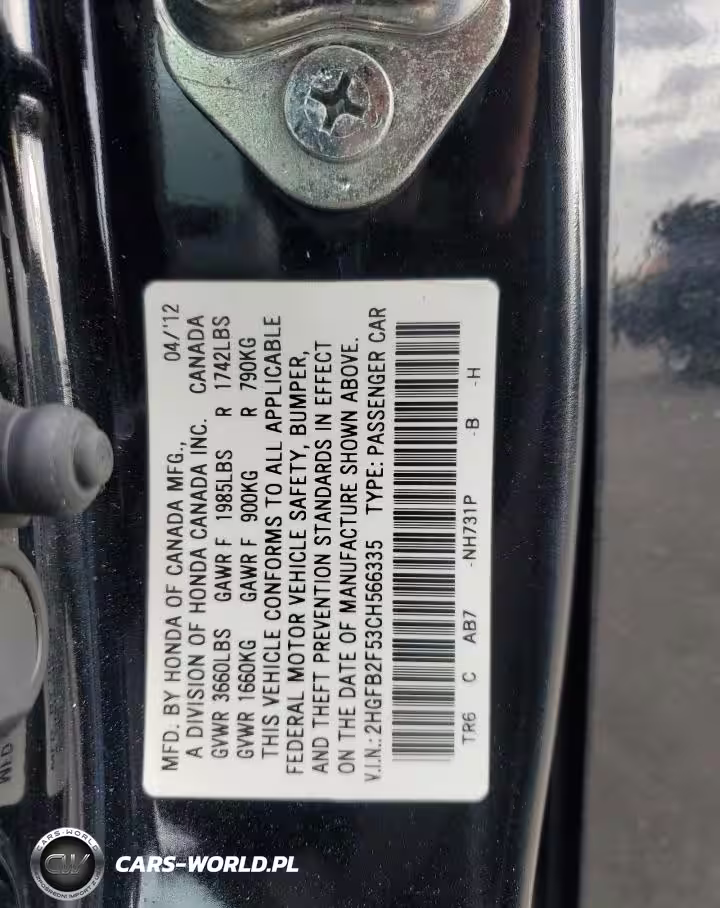 MFD. BY HONDA OF CANADA MFG., 04/'12
A DIVISION OF HONDA CANADA INC. CANADA
GVWR 3660LBS GAWR F 1985LBS R 1742LBS
GVWR 1660KG GAWR F 900KG R 790KG
THIS VEHICLE CONFORMS TO ALL APPLICABLE
FEDERAL MOTOR VEHICLE SAFETY, BUMPER,
AND THEFT PREVENTION STANDARDS IN EFFECT
ON THE DATE OF MANUFACTURE SHOWN ABOVE.
V.I.N.: 2HGFB2F53CH566335 TYPE: PASSENGER CAR
TR6 C AB7 -NH731P -B -H
CARS-WORLD
CW
CARS-WORLD.PL